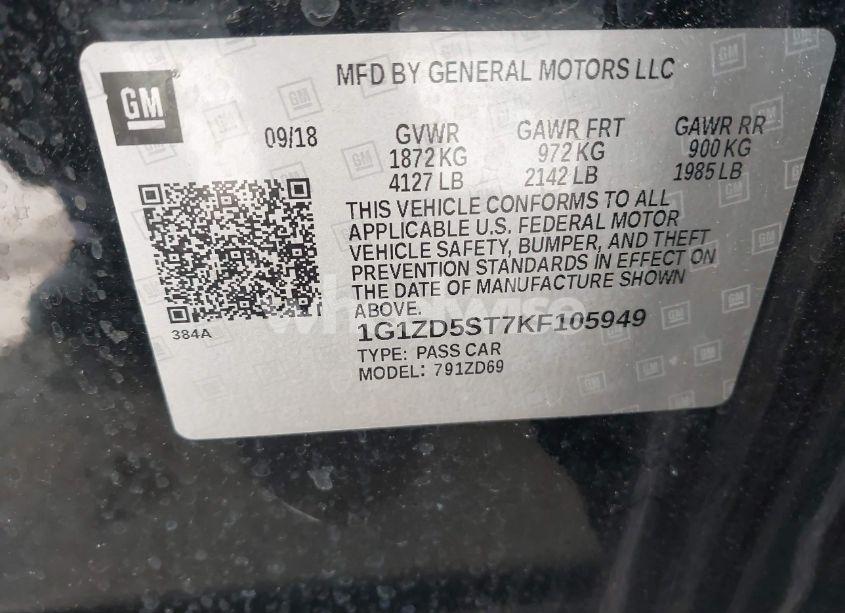 GM
MFD BY GENERAL MOTORS LLC
09/18
GVWR
1872 KG
4127 LB
GAWR FRT
972 KG
2142 LB
GAWR RR
900 KG
1985 LB
THIS VEHICLE CONFORMS TO ALL
APPLICABLE U.S. FEDERAL MOTOR
VEHICLE SAFETY, BUMPER, AND THEFT
PREVENTION STANDARDS IN EFFECT ON
THE DATE OF MANUFACTURE SHOWN
ABOVE.
384A
1G1ZD5ST7KF105949
TYPE: PASS CAR
MODEL: 791ZD69